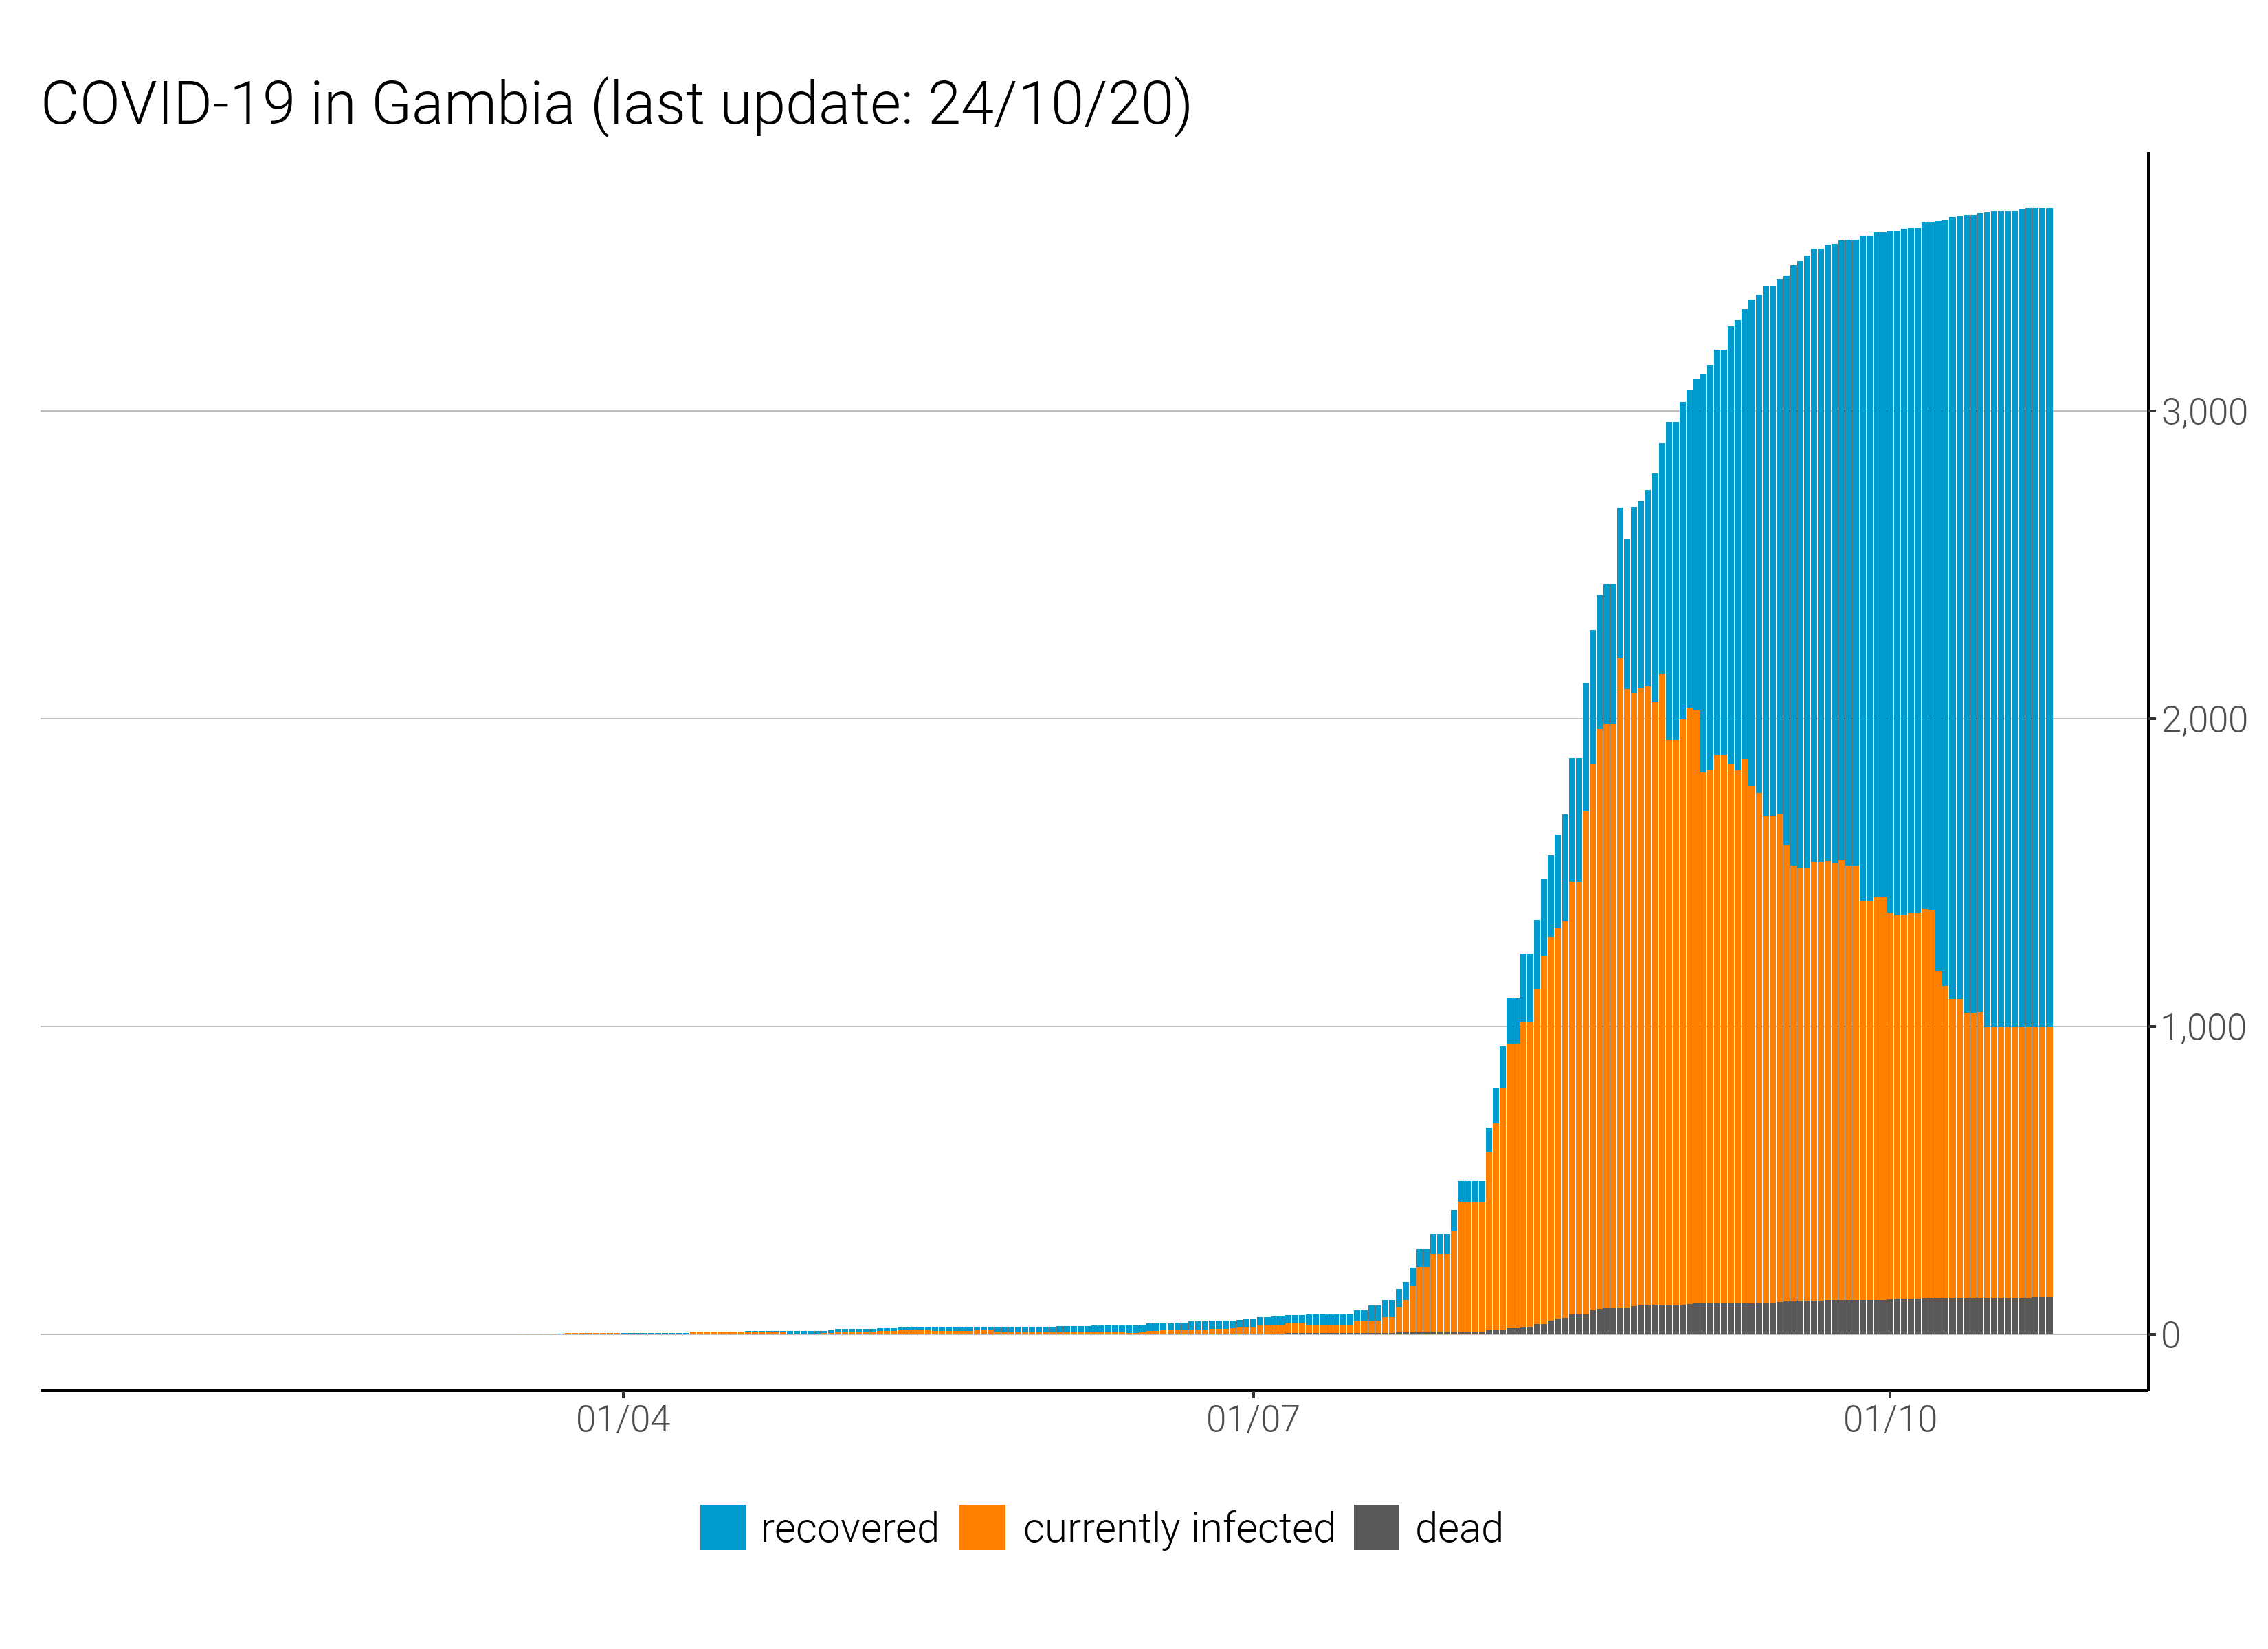 COVID-19 in Gambia (last update: 24/10/20)
3,000
2,000
1,000
0
01/04 01/07 01/10
recovered currently infected dead